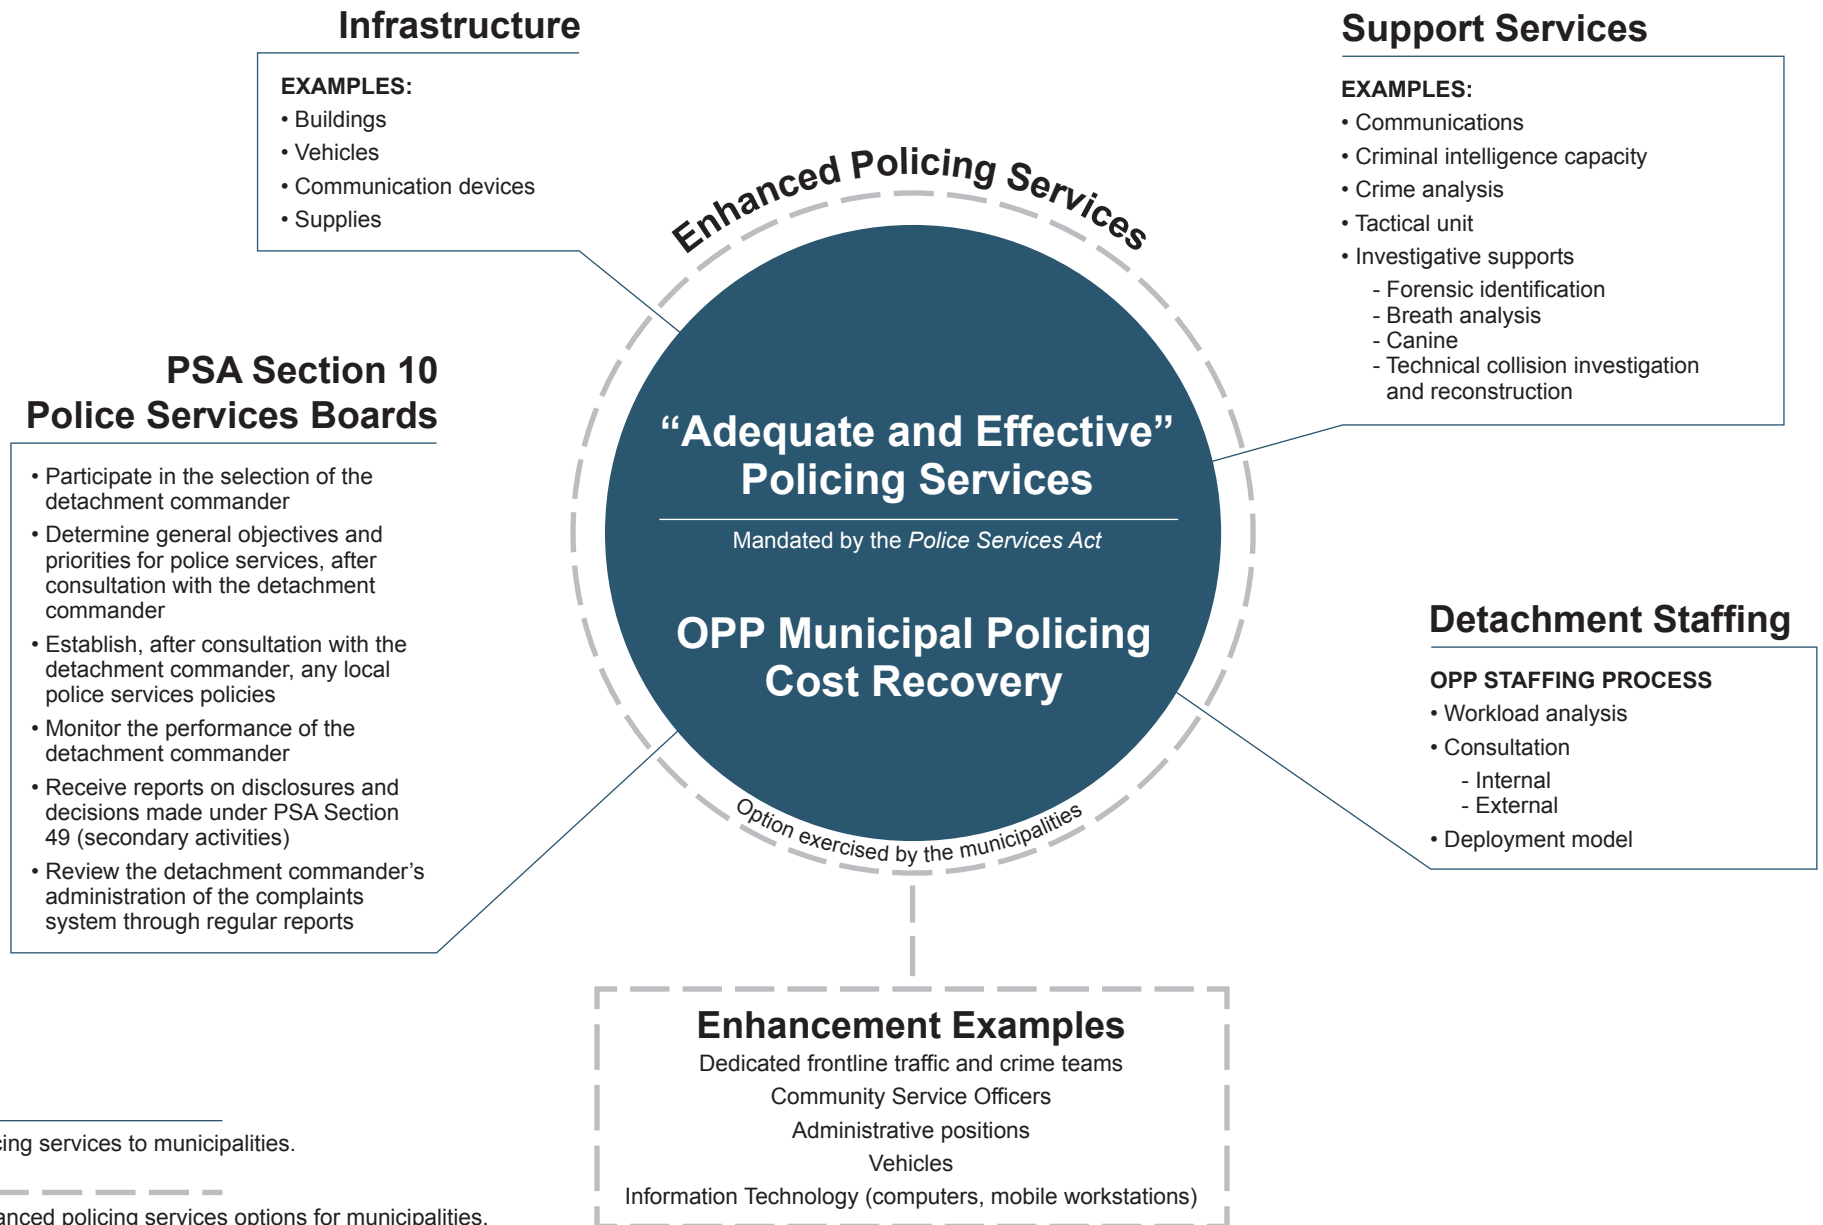 Infrastructure
EXAMPLES:
• Buildings
• Vehicles
• Communication devices
• Supplies
Support Services
EXAMPLES:
• Communications
• Criminal intelligence capacity
• Crime analysis
• Tactical unit
• Investigative supports
- Forensic identification
- Breath analysis
- Canine
- Technical collision investigation
and reconstruction
PSA Section 10
Police Services Boards
• Participate in the selection of the
detachment commander
• Determine general objectives and
priorities for police services, after
consultation with the detachment
commander
• Establish, after consultation with the
detachment commander, any local
police services policies
• Monitor the performance of the
detachment commander
• Receive reports on disclosures and
decisions made under PSA Section
49 (secondary activities)
• Review the detachment commander’s
administration of the complaints
system through regular reports
Enhanced Policing Services
“Adequate and Effective”
Policing Services
Mandated by the Police Services Act
OPP Municipal Policing
Cost Recovery
Option exercised by the municipalities
Detachment Staffing
OPP STAFFING PROCESS
• Workload analysis
• Consultation
- Internal
- External
• Deployment model
Enhancement Examples
Dedicated frontline traffic and crime teams
Community Service Officers
Administrative positions
Vehicles
Information Technology (computers, mobile workstations)
services to municipalities.
policing services options for municipalities.